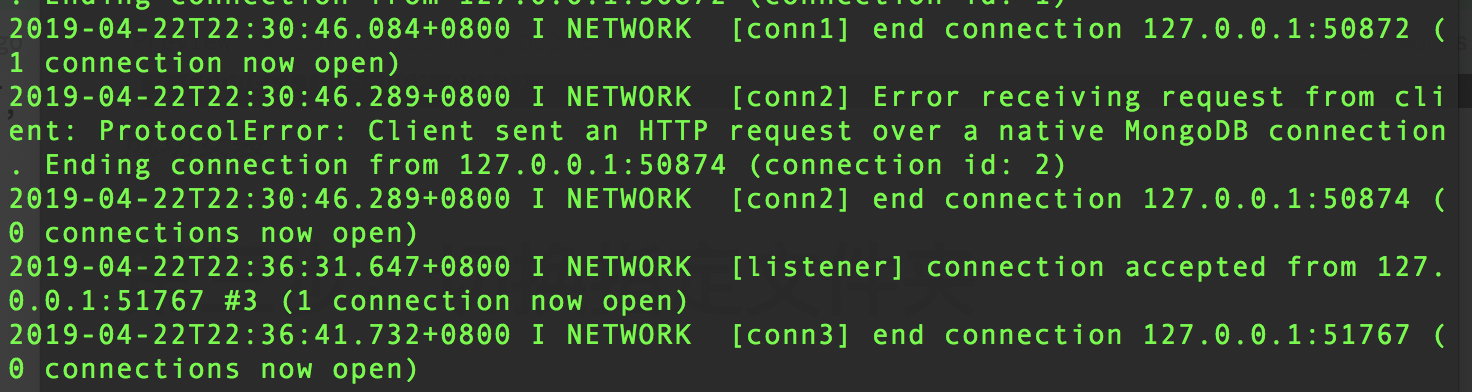 . Ending connection from 127.0.0.1:50872 (connection id: 1)
2019-04-22T22:30:46.084+0800 I NETWORK  [conn1] end connection 127.0.0.1:50872 (
1 connection now open)
2019-04-22T22:30:46.289+0800 I NETWORK  [conn2] Error receiving request from cli
ent: ProtocolError: Client sent an HTTP request over a native MongoDB connection
. Ending connection from 127.0.0.1:50874 (connection id: 2)
2019-04-22T22:30:46.289+0800 I NETWORK  [conn2] end connection 127.0.0.1:50874 (
0 connections now open)
2019-04-22T22:36:31.647+0800 I NETWORK  [listener] connection accepted from 127.
0.0.1:51767 #3 (1 connection now open)
2019-04-22T22:36:41.732+0800 I NETWORK  [conn3] end connection 127.0.0.1:51767 (
0 connections now open)